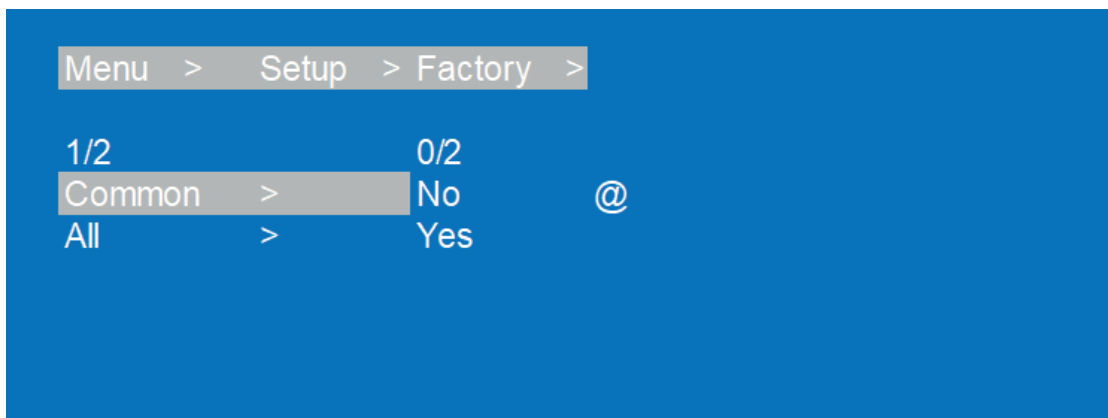 Menu > Setup > Factory >
1/2 0/2
Common > No @
All > Yes